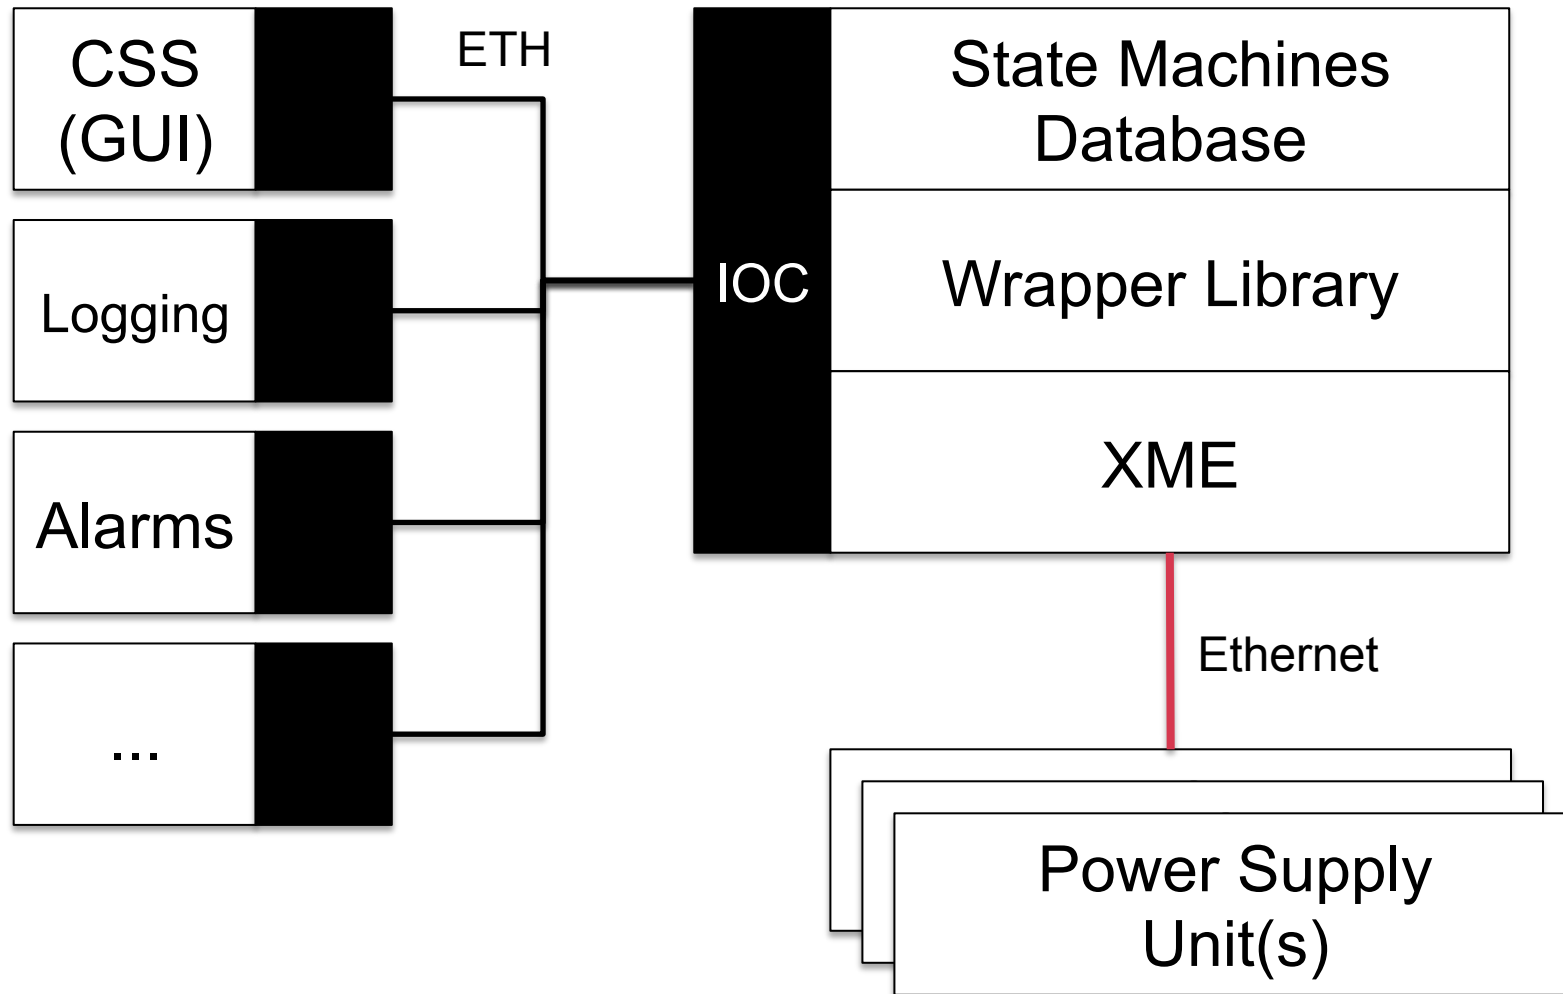 CSS
(GUI)
ETH
Logging
Alarms
...
IOC
State Machines
Database
Wrapper Library
XME
Ethernet
Power Supply
Unit(s)